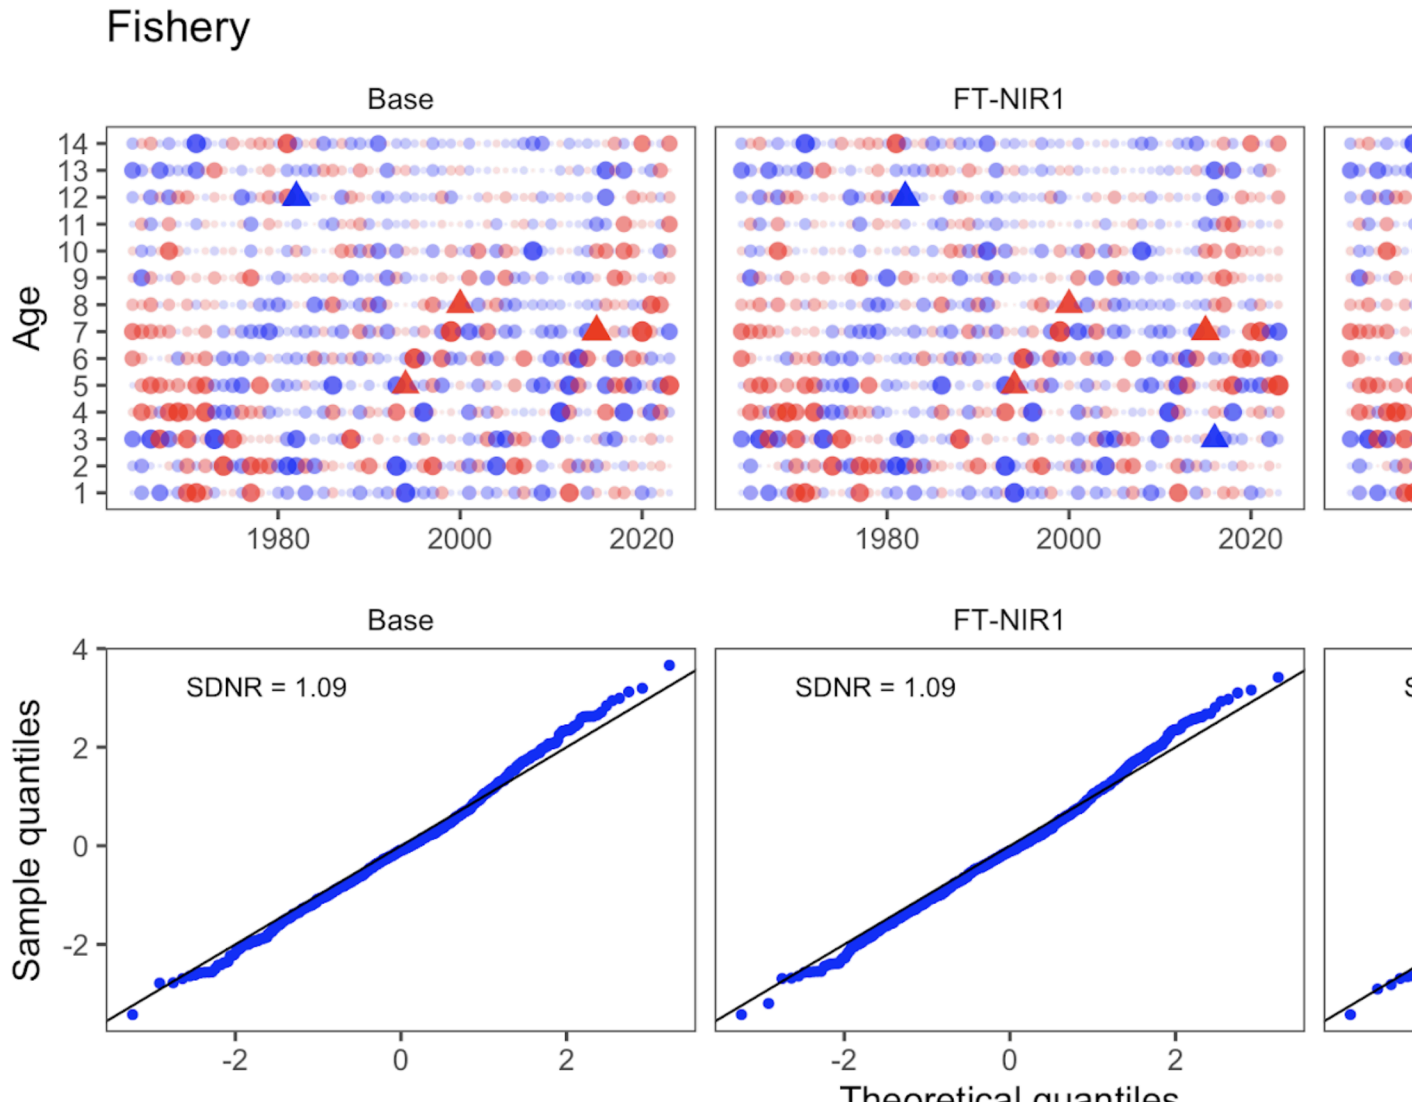 Fishery
Base FT-NIR1
Age
14
13
12
11
10
9
8
7
6
5
4
3
2
1
1980 2000 2020 1980 2000 2020
Base FT-NIR1
Sample quantiles
4
2
0
-2
SDNR = 1.09 SDNR = 1.09
-2 0 2 -2 0 2
Theoretical quantiles